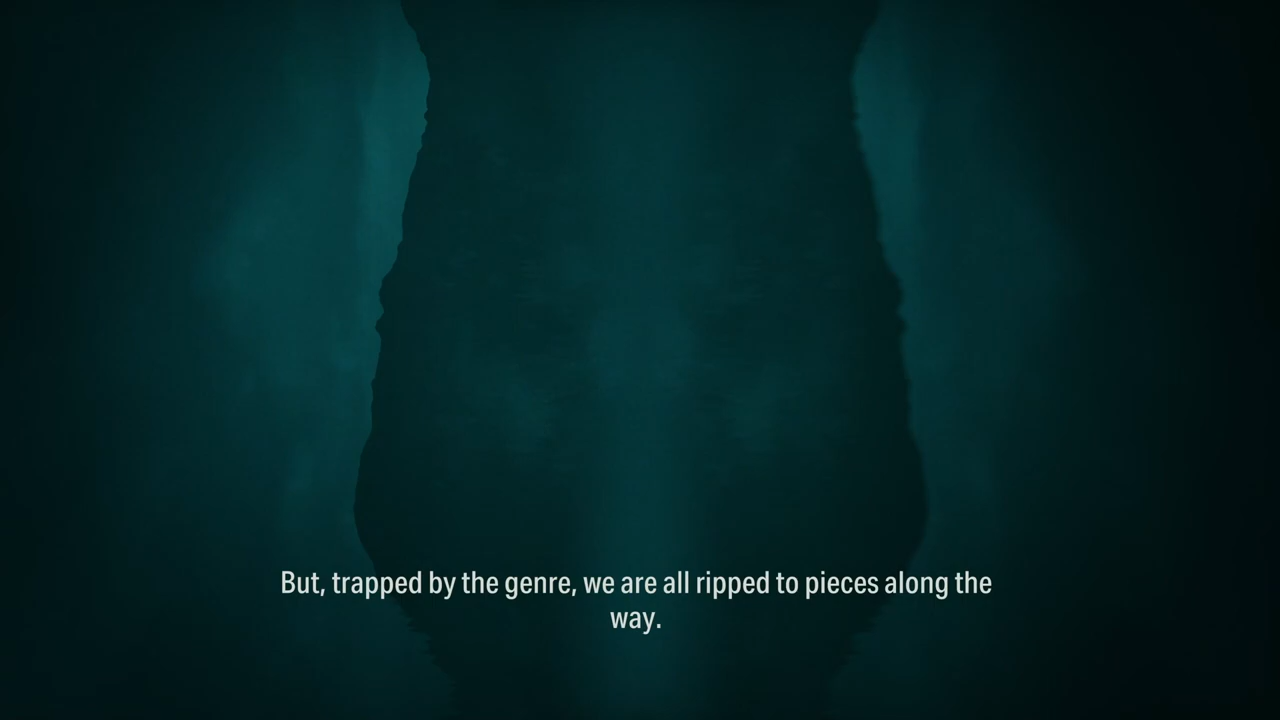 But, trapped by the genre, we are all ripped to pieces along the
way.